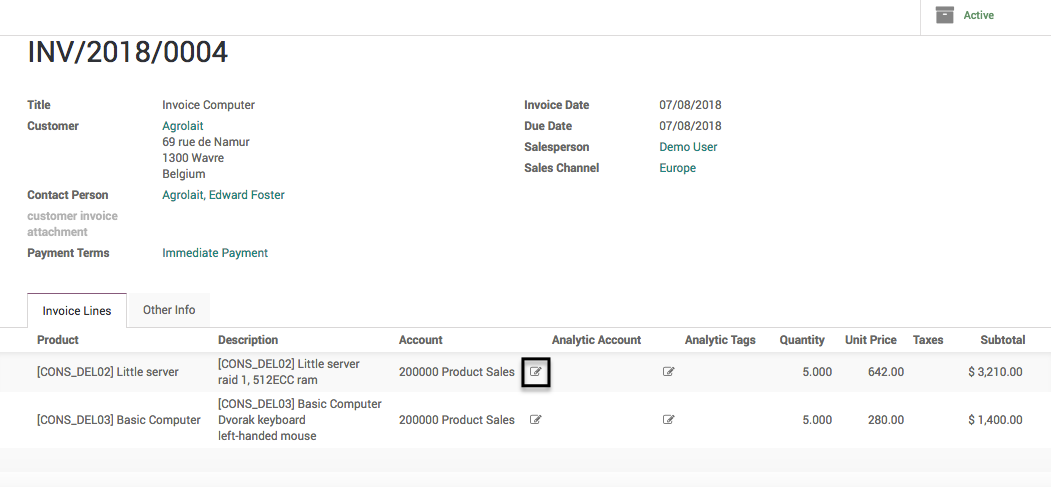 Active
INV/2018/0004
Title Invoice Computer
Customer Agrolait
69 rue de Namur
1300 Wavre
Belgium
Contact Person Agrolait, Edward Foster
customer invoice
attachment
Payment Terms Immediate Payment
Invoice Date 07/08/2018
Due Date 07/08/2018
Salesperson Demo User
Sales Channel Europe
Invoice Lines Other Info
Product Description Account Analytic Account Analytic Tags Quantity Unit Price Taxes Subtotal
[CONS_DEL02] Little server [CONS_DEL02] Little server
raid 1, 512ECC ram 200000 Product Sales 5.000 642.00 $ 3,210.00
[CONS_DEL03] Basic Computer [CONS_DEL03] Basic Computer
Dvorak keyboard
left-handed mouse 200000 Product Sales 5.000 280.00 $ 1,400.00